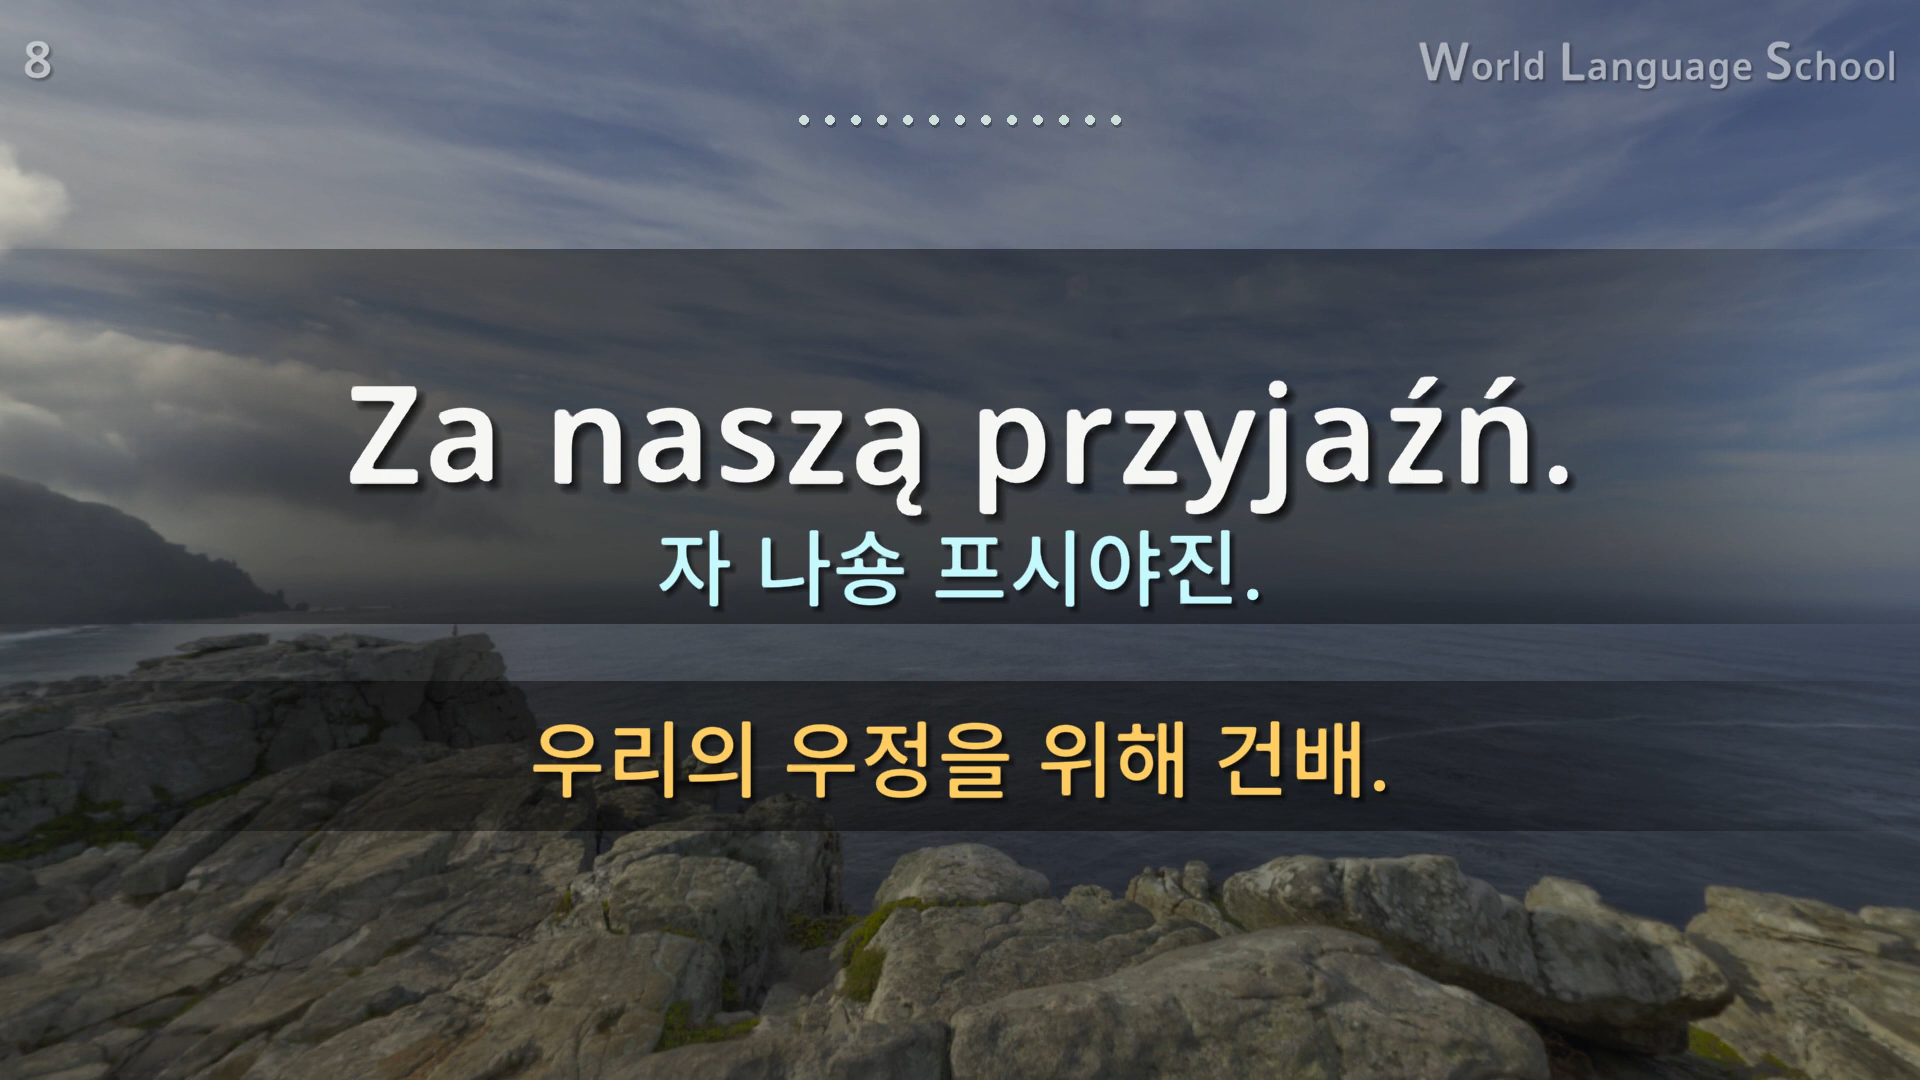 8
World Language School
Za naszą przyjaźń.
자 나숑 프시야진.
우리의 우정을 위해 건배.